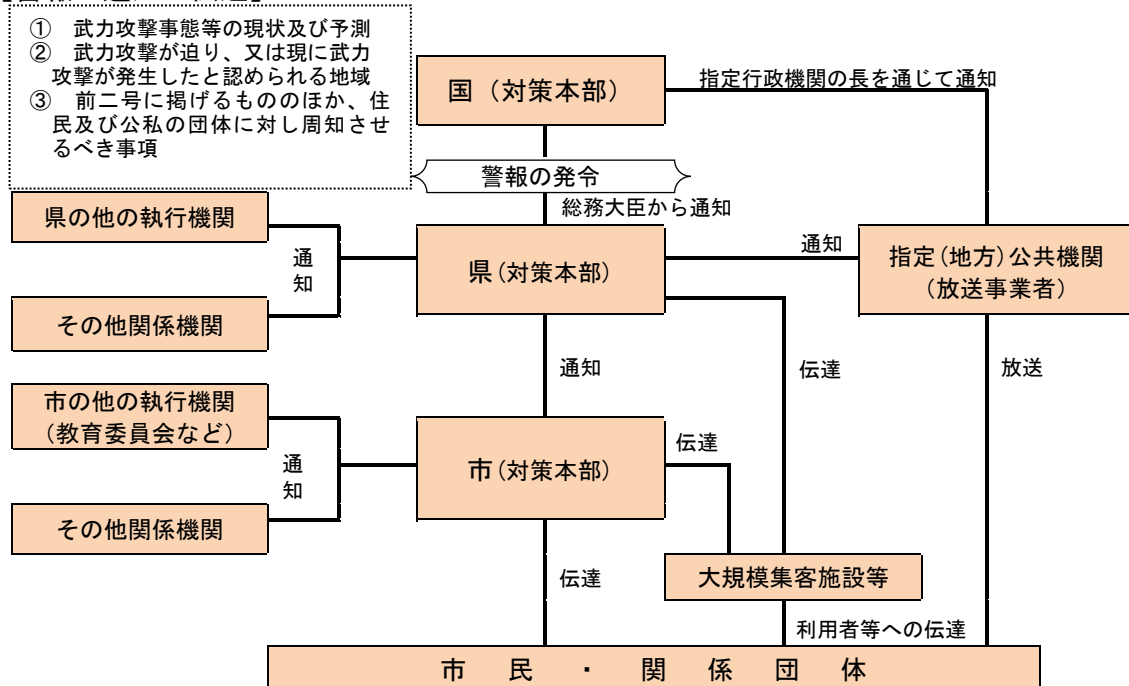 ① 武力攻撃事態等の現状及び予測
② 武力攻撃が迫り、又は現に武力
攻撃が発生したと認められる地域
③ 前二号に掲げるもののほか、住
民及び公私の団体に対し周知させ
るべき事項
国（対策本部）
指定行政機関の長を通じて通知
警報の発令
総務大臣から通知
県の他の執行機関
通知
その他関係機関
県(対策本部)
通知
指定(地方)公共機関
（放送事業者）
通知
伝達
放送
市の他の執行機関
（教育委員会など）
通知
その他関係機関
市(対策本部)
伝達
伝達
大規模集客施設等
利用者等への伝達
市民・関係団体